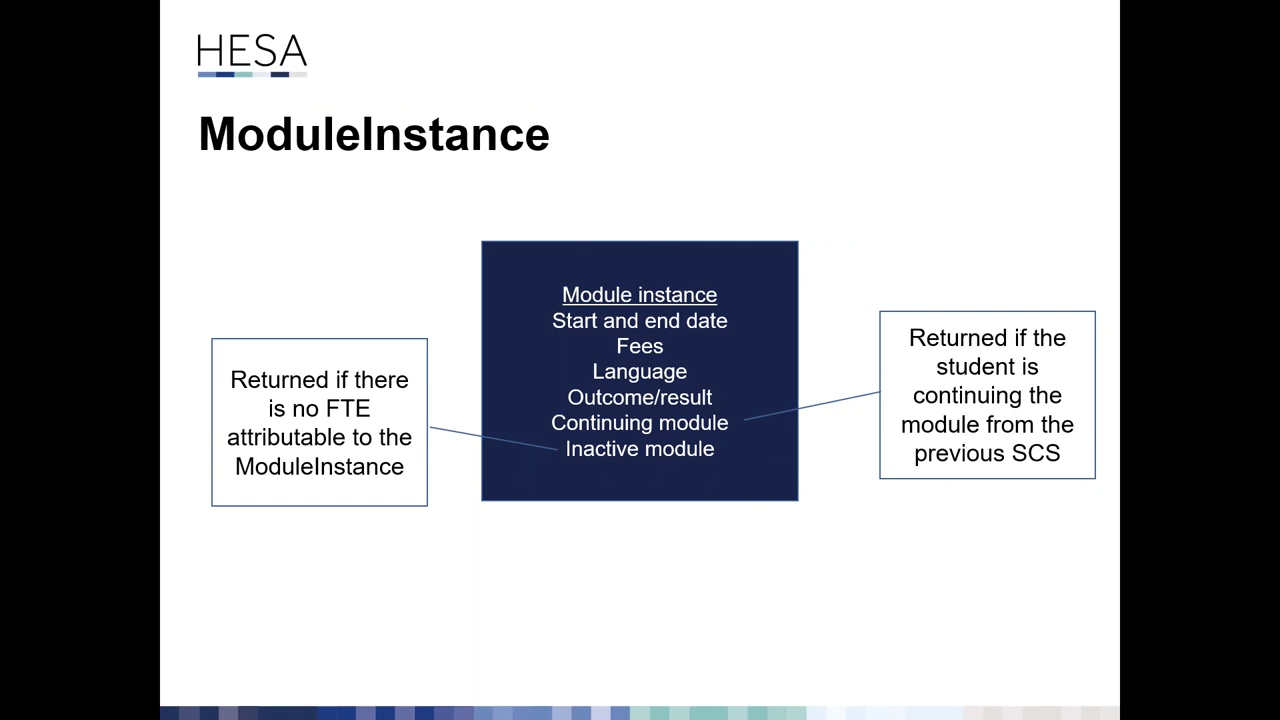 HESA
ModuleInstance
Module instance
Start and end date
Fees
Language
Outcome/result
Continuing module
Inactive module
Returned if there
is no FTE
attributable to the
ModuleInstance
Returned if the
student is
continuing the
module from the
previous SCS